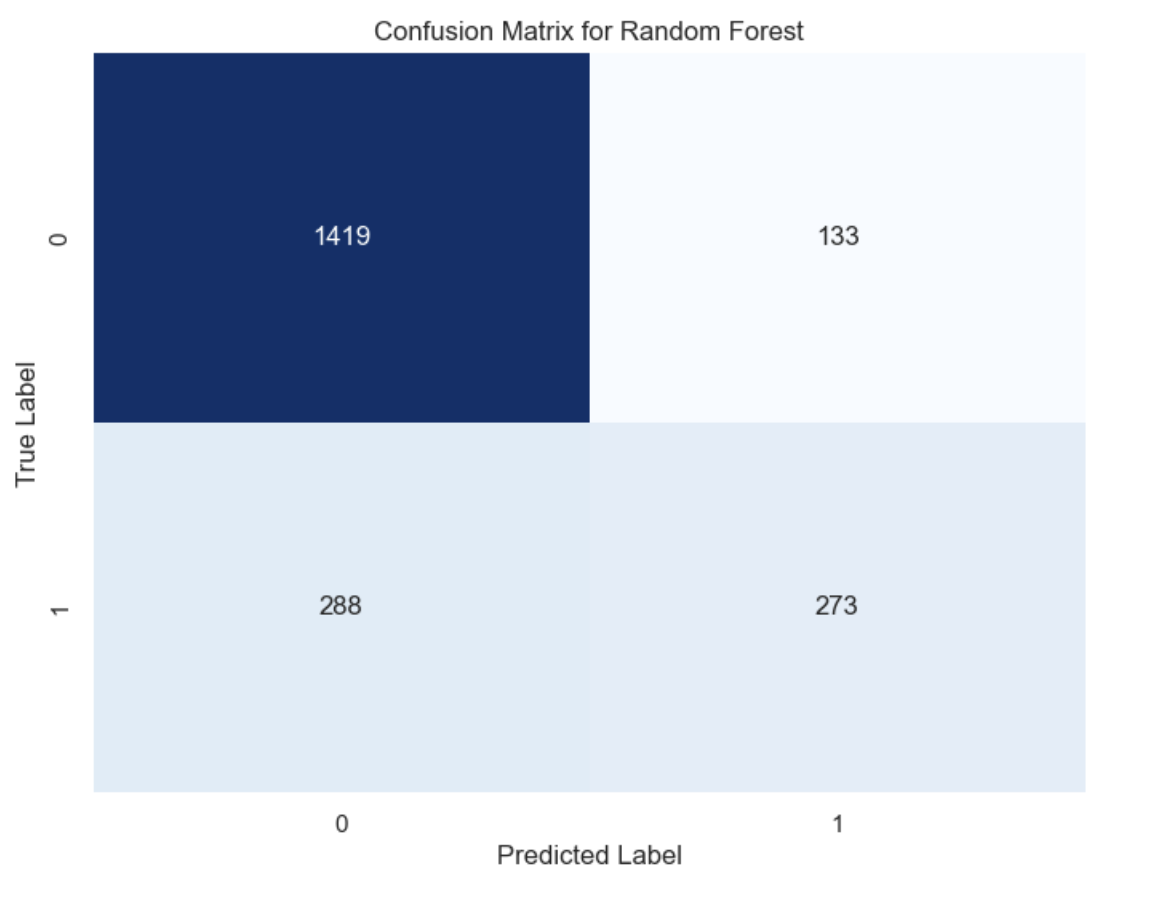 Confusion Matrix for Random Forest
0
1419
133
True Label
1
288
273
0
1
Predicted Label